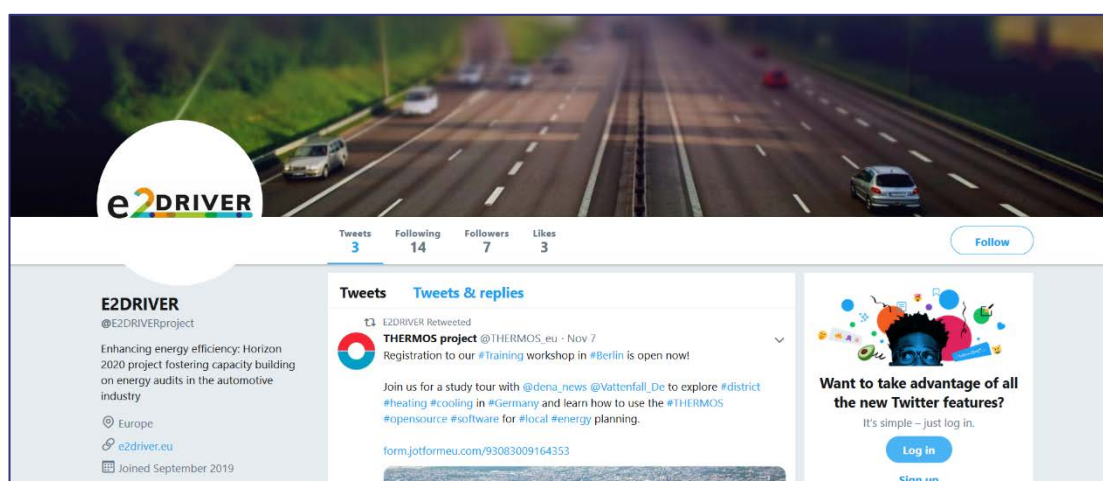 e2DRIVER
Tweets
3
Following
14
Followers
7
Likes
3
Follow
E2DRIVER
@E2DRIVERproject
Enhancing energy efficiency: Horizon
2020 project fostering capacity building
on energy audits in the automotive
industry
Europe
e2driver.eu
Joined September 2019
Tweets Tweets & replies
E2DRIVER Retweeted
THERMOS project @THERMOS_eu · Nov 7
Registration to our #Training workshop in #Berlin is open now!
Join us for a study tour with @dena_news @Vattenfall_De to explore #district
#heating #cooling in #Germany and learn how to use the #THERMOS
#opensource #software for #local #energy planning.
form.jotformeu.com/93083009164353
Want to take advantage of all
the new Twitter features?
It's simple – just log in.
Log in
Sign up